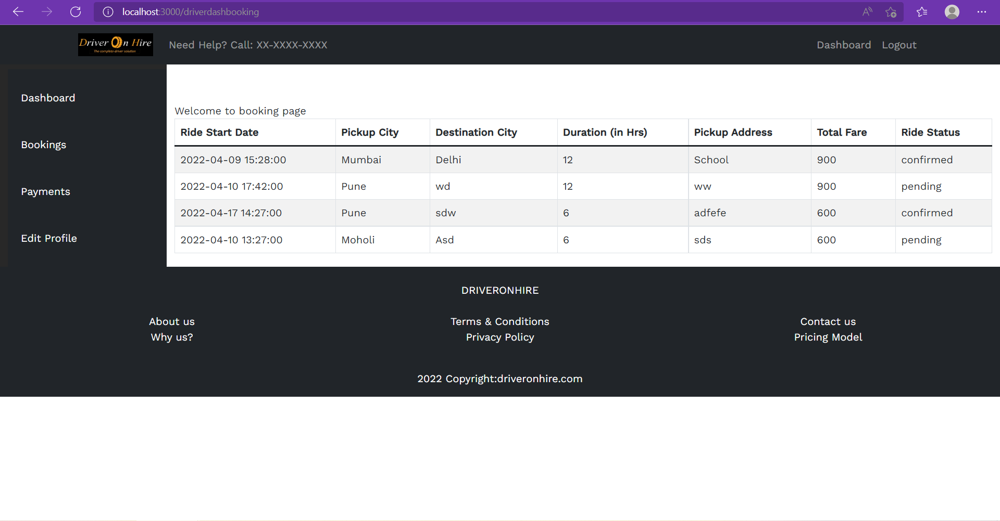 localhost:3000/driverdashbooking
Driver On Hire
The complete driver solution
Need Help? Call: XX-XXXX-XXXX
Dashboard Logout
Dashboard
Bookings
Payments
Edit Profile
Welcome to booking page
Ride Start Date Pickup City Destination City Duration (in Hrs) Pickup Address Total Fare Ride Status
2022-04-09 15:28:00 Mumbai Delhi 12 School 900 confirmed
2022-04-10 17:42:00 Pune wd 12 ww 900 pending
2022-04-17 14:27:00 Pune sdw 6 adfefe 600 confirmed
2022-04-10 13:27:00 Moholi Asd 6 sds 600 pending
DRIVERONHIRE
About us Terms & Conditions Contact us
Why us? Privacy Policy Pricing Model
2022 Copyright:driveronhire.com